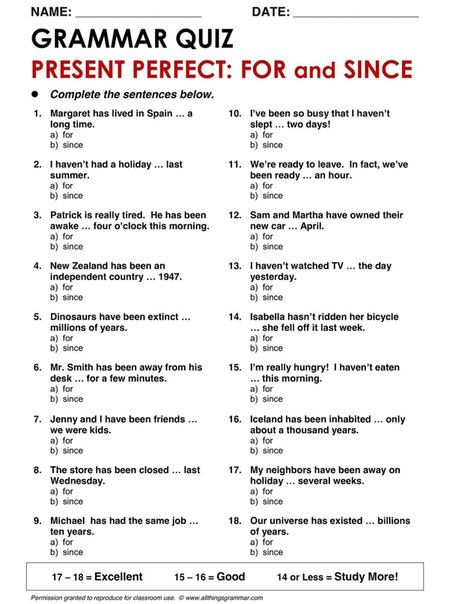 NAME: ____________________ DATE: ____________________
GRAMMAR QUIZ
PRESENT PERFECT: FOR and SINCE
● Complete the sentences below.
1. Margaret has lived in Spain … a
long time.
a) for
b) since
2. I haven't had a holiday … last
summer.
a) for
b) since
3. Patrick is really tired. He has been
awake … four o'clock this morning.
a) for
b) since
4. New Zealand has been an
independent country … 1947.
a) for
b) since
5. Dinosaurs have been extinct …
millions of years.
a) for
b) since
6. Mr. Smith has been away from his
desk … for a few minutes.
a) for
b) since
7. Jenny and I have been friends …
we were kids.
a) for
b) since
8. The store has been closed … last
Wednesday.
a) for
b) since
9. Michael has had the same job …
ten years.
a) for
b) since
10. I've been so busy that I haven't
slept … two days!
a) for
b) since
11. We're ready to leave. In fact, we've
been ready … an hour.
a) for
b) since
12. Sam and Martha have owned their
new car … April.
a) for
b) since
13. I haven't watched TV … the day
yesterday.
a) for
b) since
14. Isabella hasn't ridden her bicycle
… she fell off it last week.
a) for
b) since
15. I'm really hungry! I haven't eaten
… this morning.
a) for
b) since
16. Iceland has been inhabited … only
about a thousand years.
a) for
b) since
17. My neighbors have been away on
holiday … several weeks.
a) for
b) since
18. Our universe has existed … billions
of years.
a) for
b) since
17 – 18 = Excellent 15 – 16 = Good 14 or Less = Study More!
Permission granted to reproduce for classroom use. © www.allthingsgrammar.com